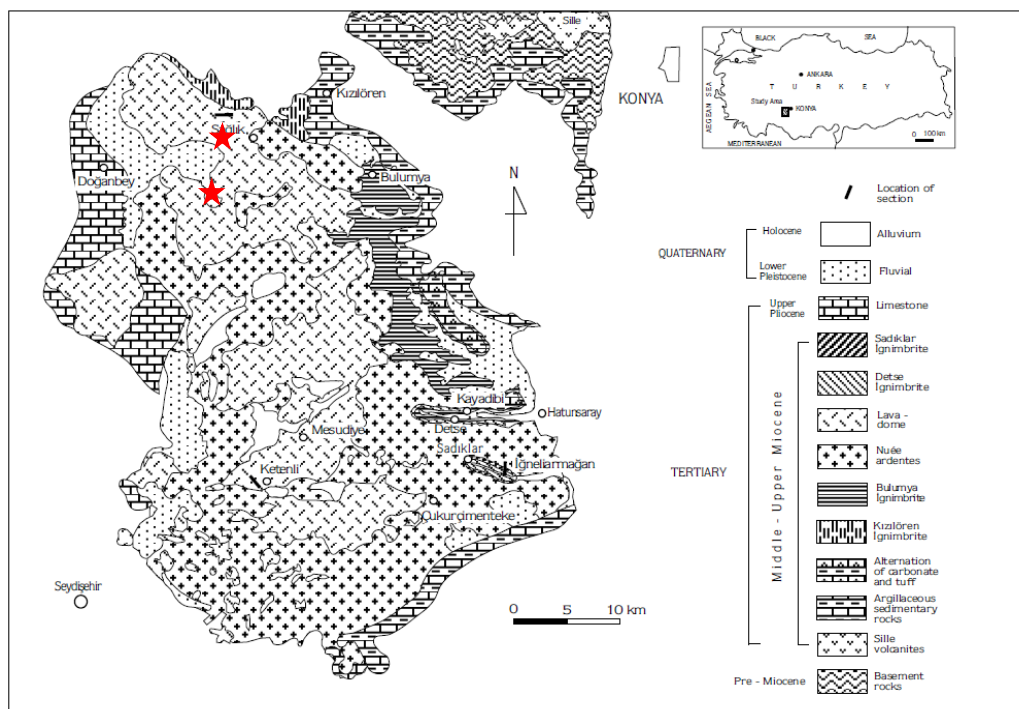 Sille
Kızılören
KONYA
Sağlık
Doğanbey
Bulumya
N
Kayadibi
Hatunsaray
Detse
Mesudiye
Sadıklar
İğneliarmağan
Ketenli
Çukurçimenteke
Seydişehir
0 5 10 km
BLACK SEA
ANKARA
T U R K E Y
Study Area
KONYA
AEGEAN SEA
MEDITERRANEAN
0 100 km
Location of
section
QUATERNARY
Holocene
Alluvium
Lower
Pleistocene
Fluvial
TERTIARY
Upper
Pliocene
Limestone
Middle - Upper Miocene
Sadıklar
Ignimbrite
Detse
Ignimbrite
Lava -
dome
Nuée
ardentes
Bulumya
Ignimbrite
Kızılören
Ignimbrite
Alternation
of carbonate
and tuff
Argillaceous
sedimentary
rocks
Sille
volcanites
Pre - Miocene
Basement
rocks